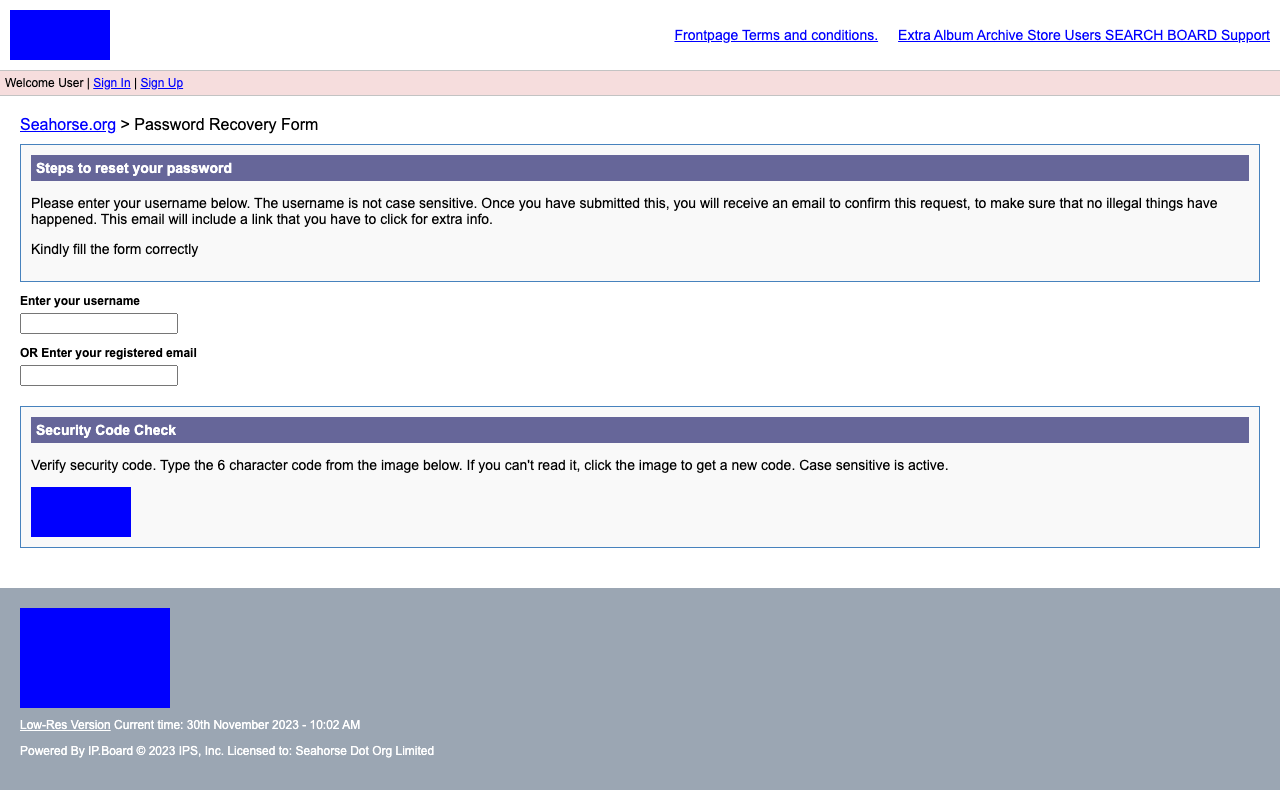 Frontpage Terms and conditions. Extra Album Archive Store Users SEARCH BOARD Support
Welcome User | Sign In | Sign Up
Seahorse.org > Password Recovery Form
Steps to reset your password
Please enter your username below. The username is not case sensitive. Once you have submitted this, you will receive an email to confirm this request, to make sure that no illegal things have
happened. This email will include a link that you have to click for extra info.
Kindly fill the form correctly
Enter your username
OR Enter your registered email
Security Code Check
Verify security code. Type the 6 character code from the image below. If you can't read it, click the image to get a new code. Case sensitive is active.
Low-Res Version Current time: 30th November 2023 - 10:02 AM
Powered By IP.Board © 2023 IPS, Inc. Licensed to: Seahorse Dot Org Limited